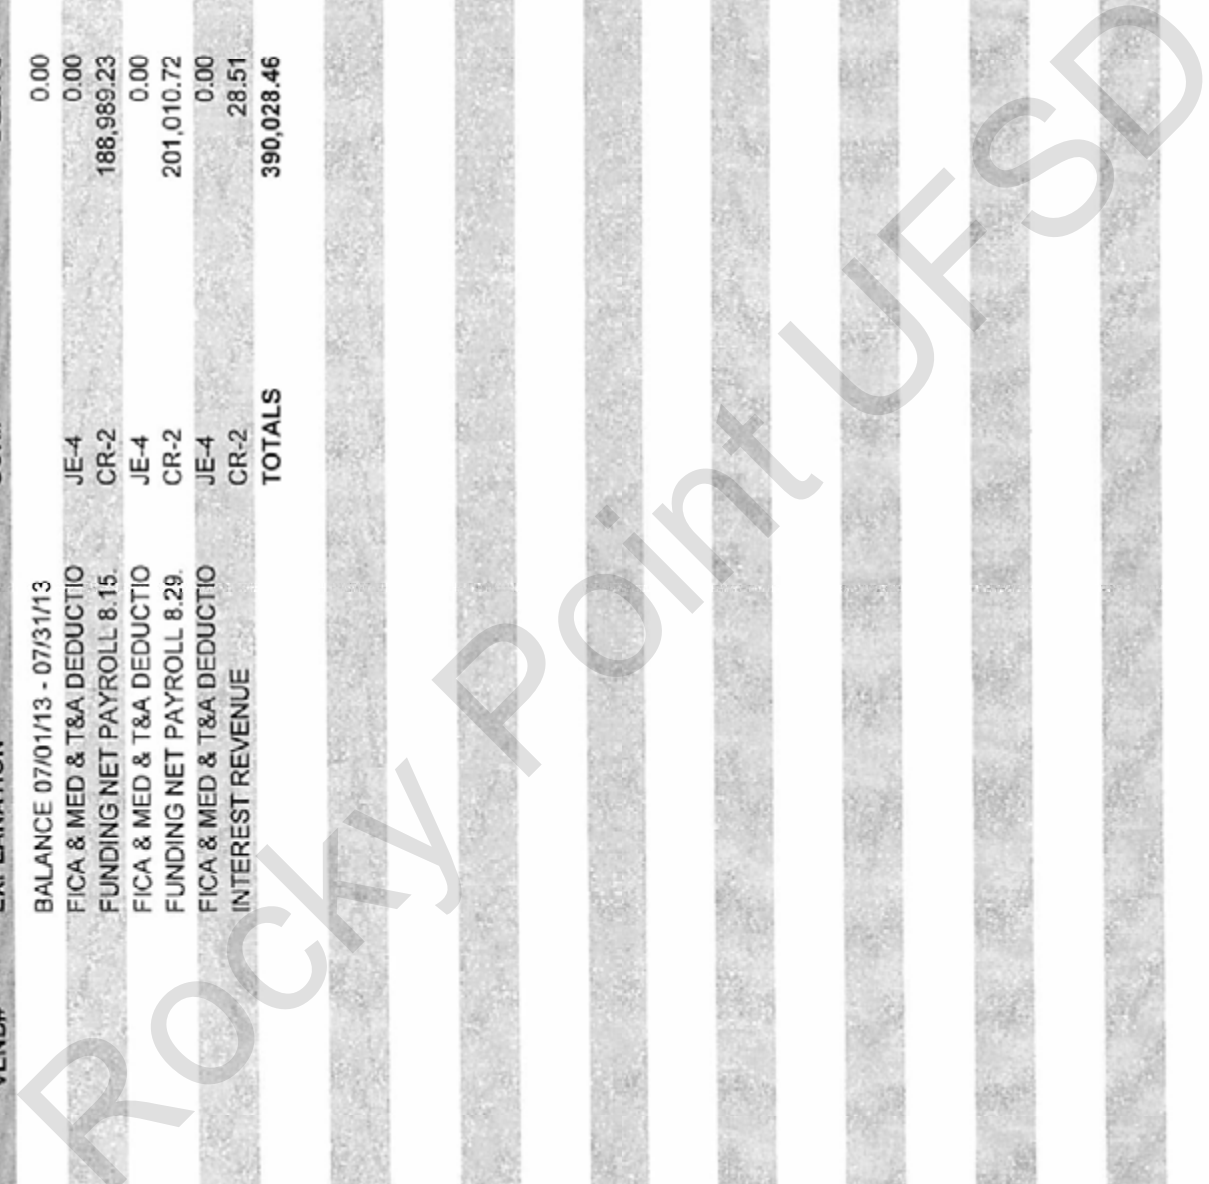 BALANCE 07/01/13 - 07/31/13 0.00
FICA & MED & T&A DEDUCTIO JE-4 0.00
FUNDING NET PAYROLL 8.15. CR-2 188,989.23
FICA & MED & T&A DEDUCTIO JE-4 0.00
FUNDING NET PAYROLL 8.29. CR-2 201,010.72
FICA & MED & T&A DEDUCTIO JE-4 0.00
INTEREST REVENUE CR-2 28.51
TOTALS 390,028.46
Rocky Point UFSD